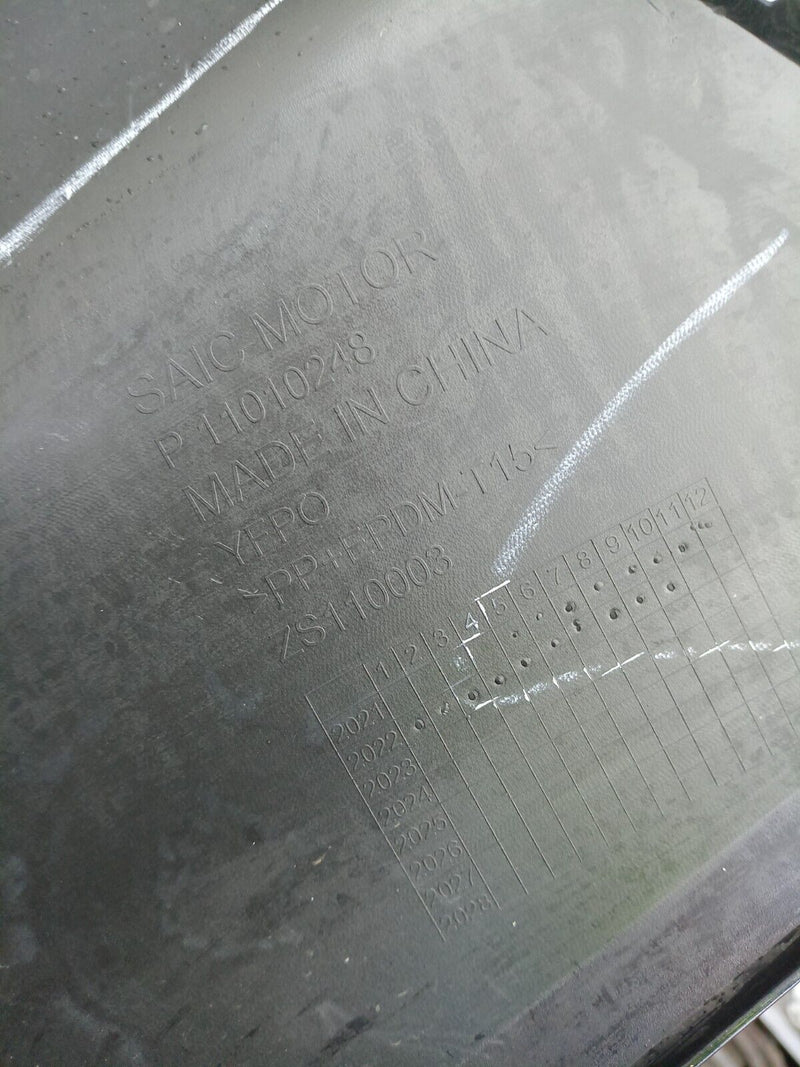 SAIC MOTOR
P 11010248
MADE IN CHINA
YFPO
>PP+EPDM-T15<
ZS110003
1 2 3 4 5 6 7 8 9 10 11 12
2021
2022
2023
2024
2025
2026
2027
2028